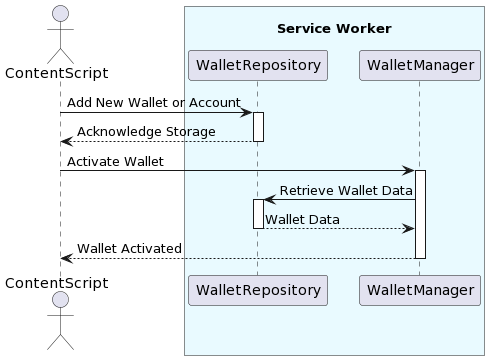 Service Worker
ContentScript
WalletRepository
WalletManager
Add New Wallet or Account
Acknowledge Storage
Activate Wallet
Retrieve Wallet Data
Wallet Data
Wallet Activated
ContentScript
WalletRepository
WalletManager